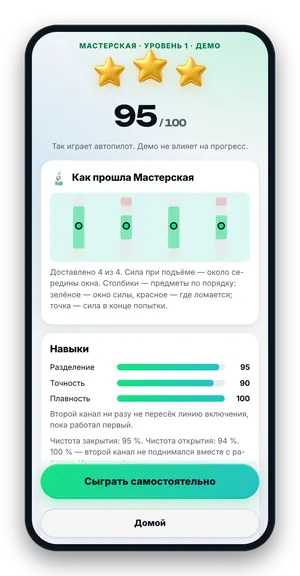 МАСТЕРСКАЯ · УРОВЕНЬ 1 · ДЕМО
95 / 100
Так играет автопилот. Демо не влияет на прогресс.
Как прошла Мастерская
Доставлено 4 из 4. Сила при подъёме — около се-
редины окна. Столбики — предметы по порядку:
зелёное — окно силы, красное — где ломается;
точка — сила в конце попытки.
Навыки
Разделение 95
Точность 90
Плавность 100
Второй канал ни разу не пересёк линию включения,
пока работал первый.
Чистота закрытия: 95 %. Чистота открытия: 94 %.
100 % — второй канал не поднимался вместе с ра-
Сыграть самостоятельно
Домой